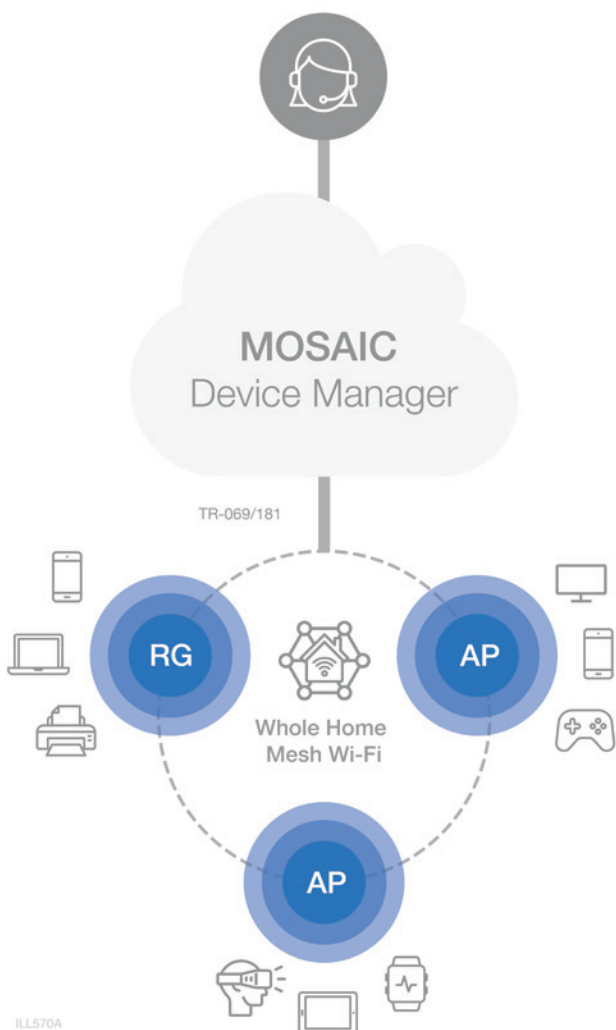 MOSAIC
Device Manager
TR-069/181
RG
AP
Whole Home
Mesh Wi-Fi
AP
ILL570A